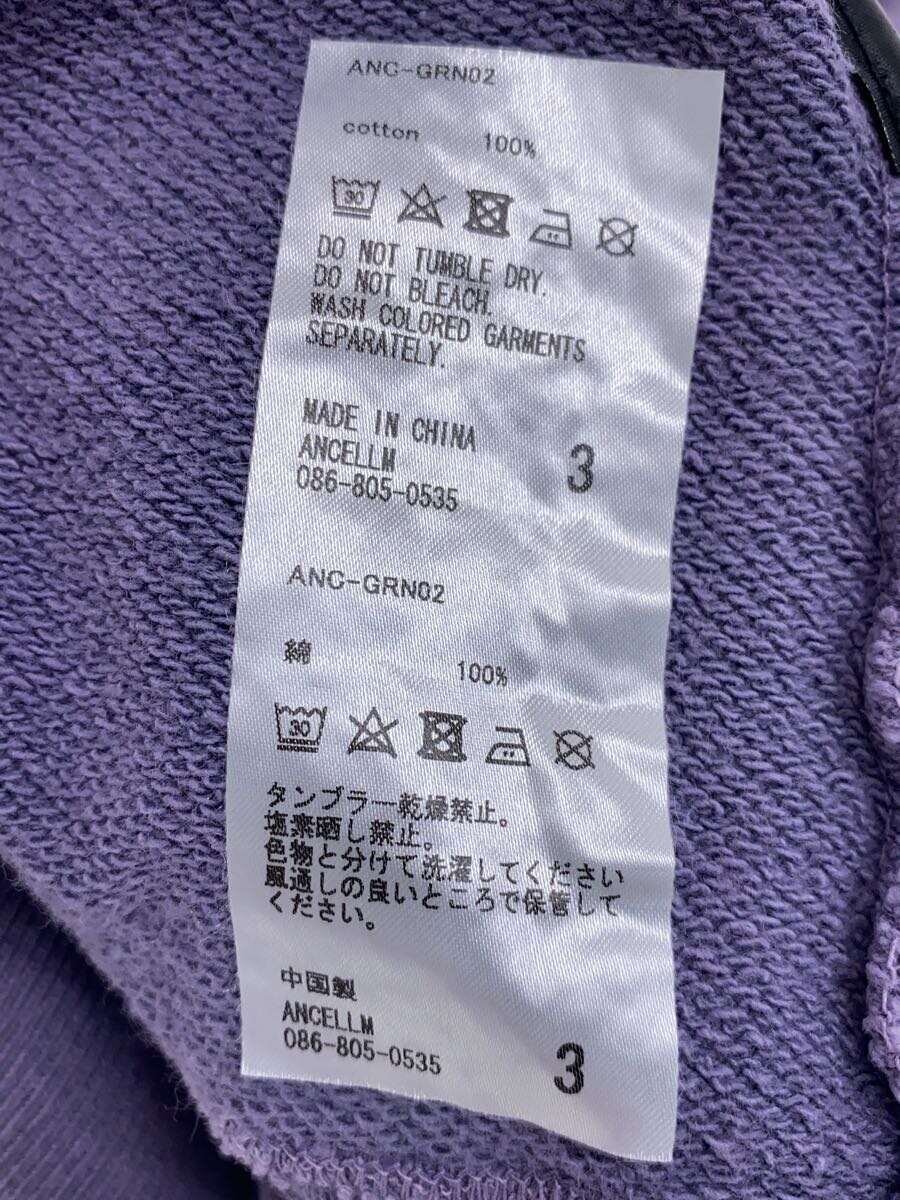 ANC-GRN02
cotton 100%
30
DO NOT TUMBLE DRY.
DO NOT BLEACH.
WASH COLORED GARMENTS
SEPARATELY.
MADE IN CHINA
ANCELLM
086-805-0535
3
ANC-GRN02
綿 100%
30
タンブラー乾燥禁止。
塩素晒し禁止。
色物と分けて洗濯してください
風通しの良いところで保管して
ください。
中国製
ANCELLM
086-805-0535
3